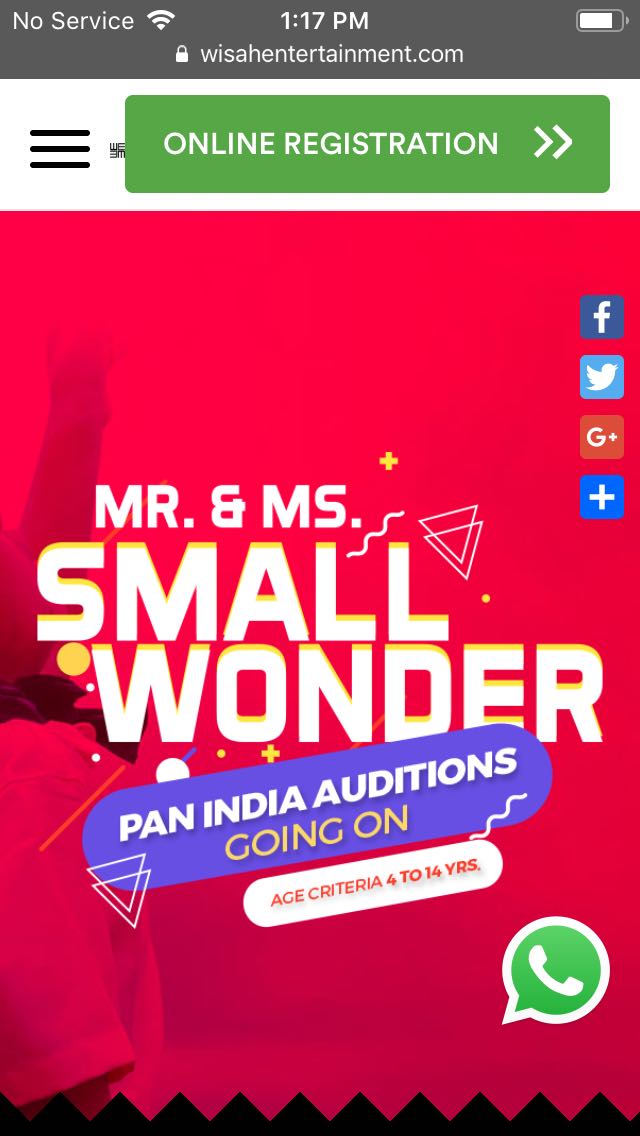 No Service
1:17 PM
wisahentertainment.com
ONLINE REGISTRATION
MR. & MS.
SMALL
WONDER
PAN INDIA AUDITIONS
GOING ON
AGE CRITERIA 4 TO 14 YRS.